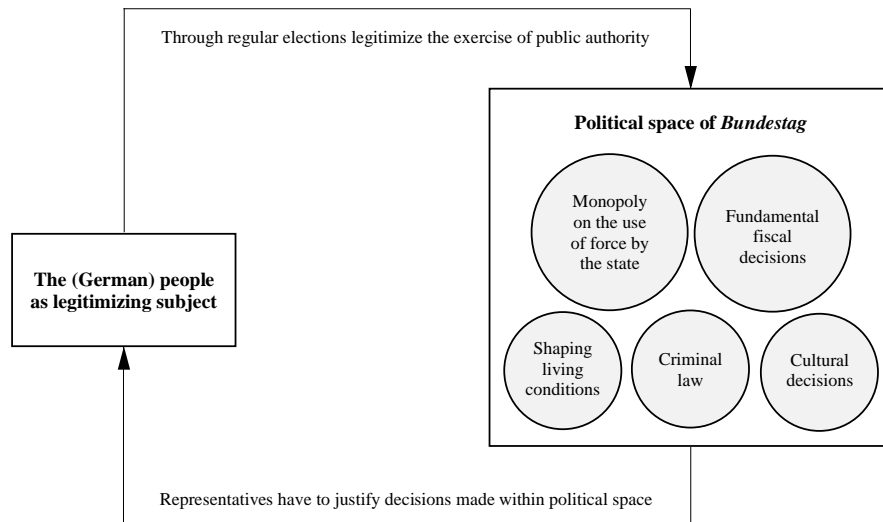 Through regular elections legitimize the exercise of public authority
Political space of Bundestag
Monopoly
on the use
of force by
the state
Fundamental
fiscal
decisions
The (German) people
as legitimizing subject
Shaping
living
conditions
Criminal
law
Cultural
decisions
Representatives have to justify decisions made within political space